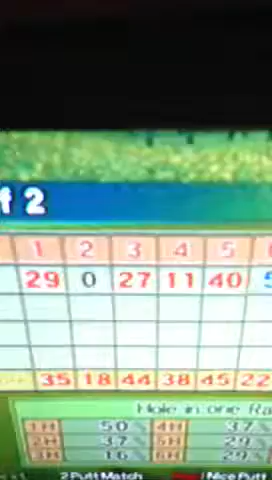 f 2
1 2 3 4 5
29 0 27 11 40
35 18 44 38 45 22
Hole in one Ra
1H 50% 4H 37%
2H 37% 5H 29%
3H 16% 6H 29%
2 Putt Match Nice Putt